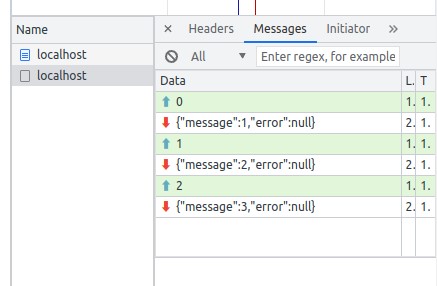 Name
localhost
localhost
× Headers Messages Initiator »
All ▼ Enter regex, for example
Data L. T
0 1. 1.
{"message":1,"error":null} 2. 1.
1 1. 1.
{"message":2,"error":null} 2. 1.
2 1. 1.
{"message":3,"error":null} 2. 1.